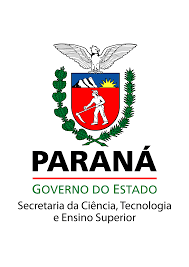 PARANÁ
GOVERNO DO ESTADO
Secretaria da Ciência, Tecnologia
e Ensino Superior